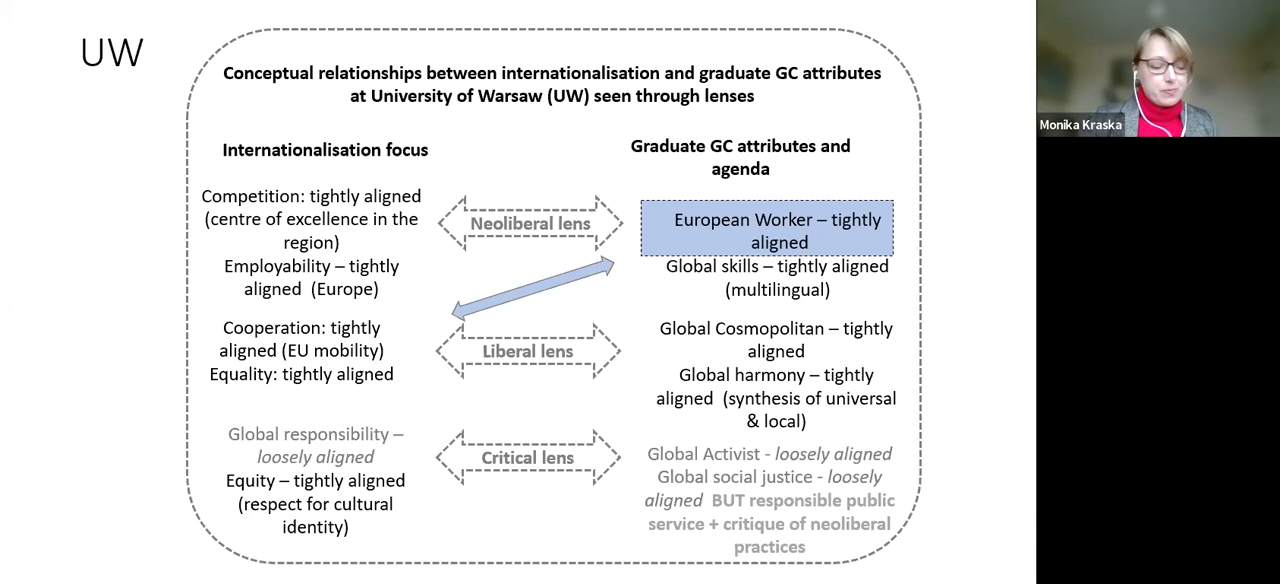 UW
Conceptual relationships between internationalisation and graduate GC attributes
at University of Warsaw (UW) seen through lenses
Internationalisation focus
Graduate GC attributes and
agenda
Competition: tightly aligned
(centre of excellence in the
region)
Employability – tightly
aligned (Europe)
Neoliberal lens
European Worker – tightly
aligned
Global skills – tightly aligned
(multilingual)
Cooperation: tightly
aligned (EU mobility)
Equality: tightly aligned
Liberal lens
Global Cosmopolitan – tightly
aligned
Global harmony – tightly
aligned (synthesis of universal
& local)
Global responsibility –
loosely aligned
Equity – tightly aligned
(respect for cultural
identity)
Critical lens
Global Activist - loosely aligned
Global social justice - loosely
aligned BUT responsible public
service + critique of neoliberal
practices
Monika Kraska